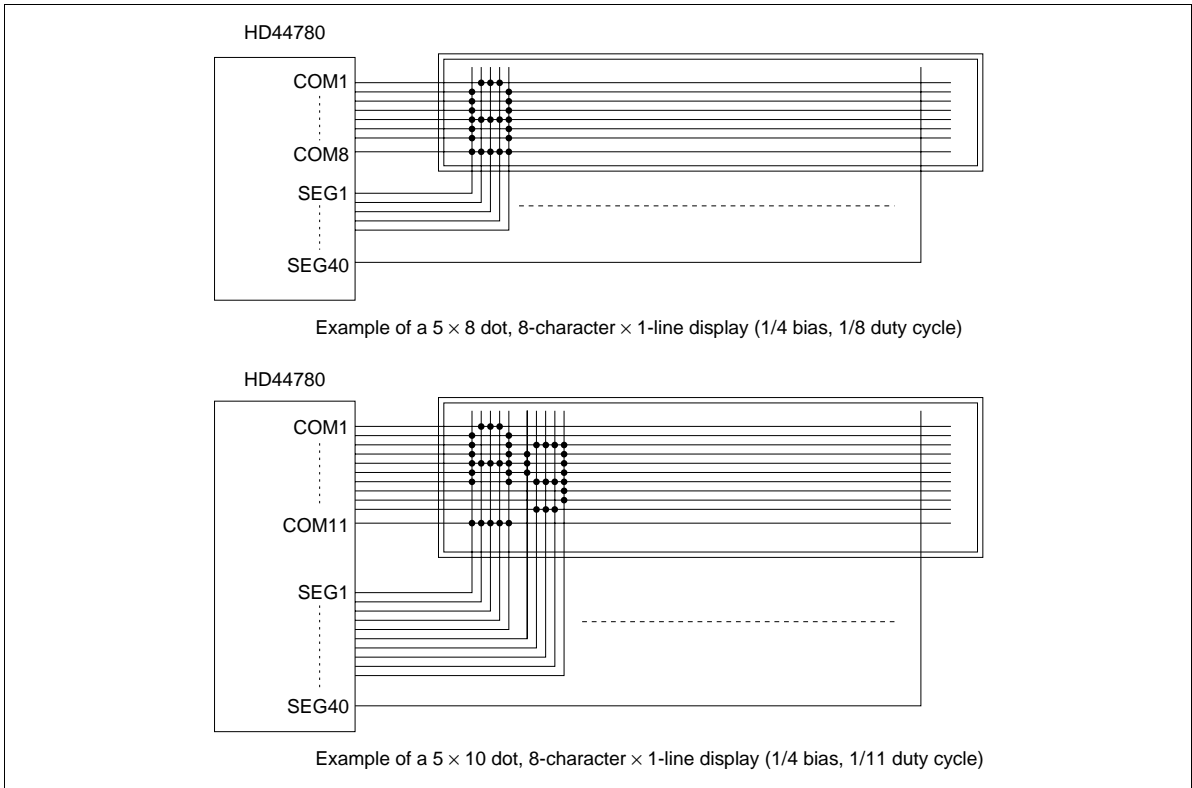 HD44780
COM1
COM8
SEG1
SEG40
Example of a 5 × 8 dot, 8-character × 1-line display (1/4 bias, 1/8 duty cycle)
HD44780
COM1
COM11
SEG1
SEG40
Example of a 5 × 10 dot, 8-character × 1-line display (1/4 bias, 1/11 duty cycle)